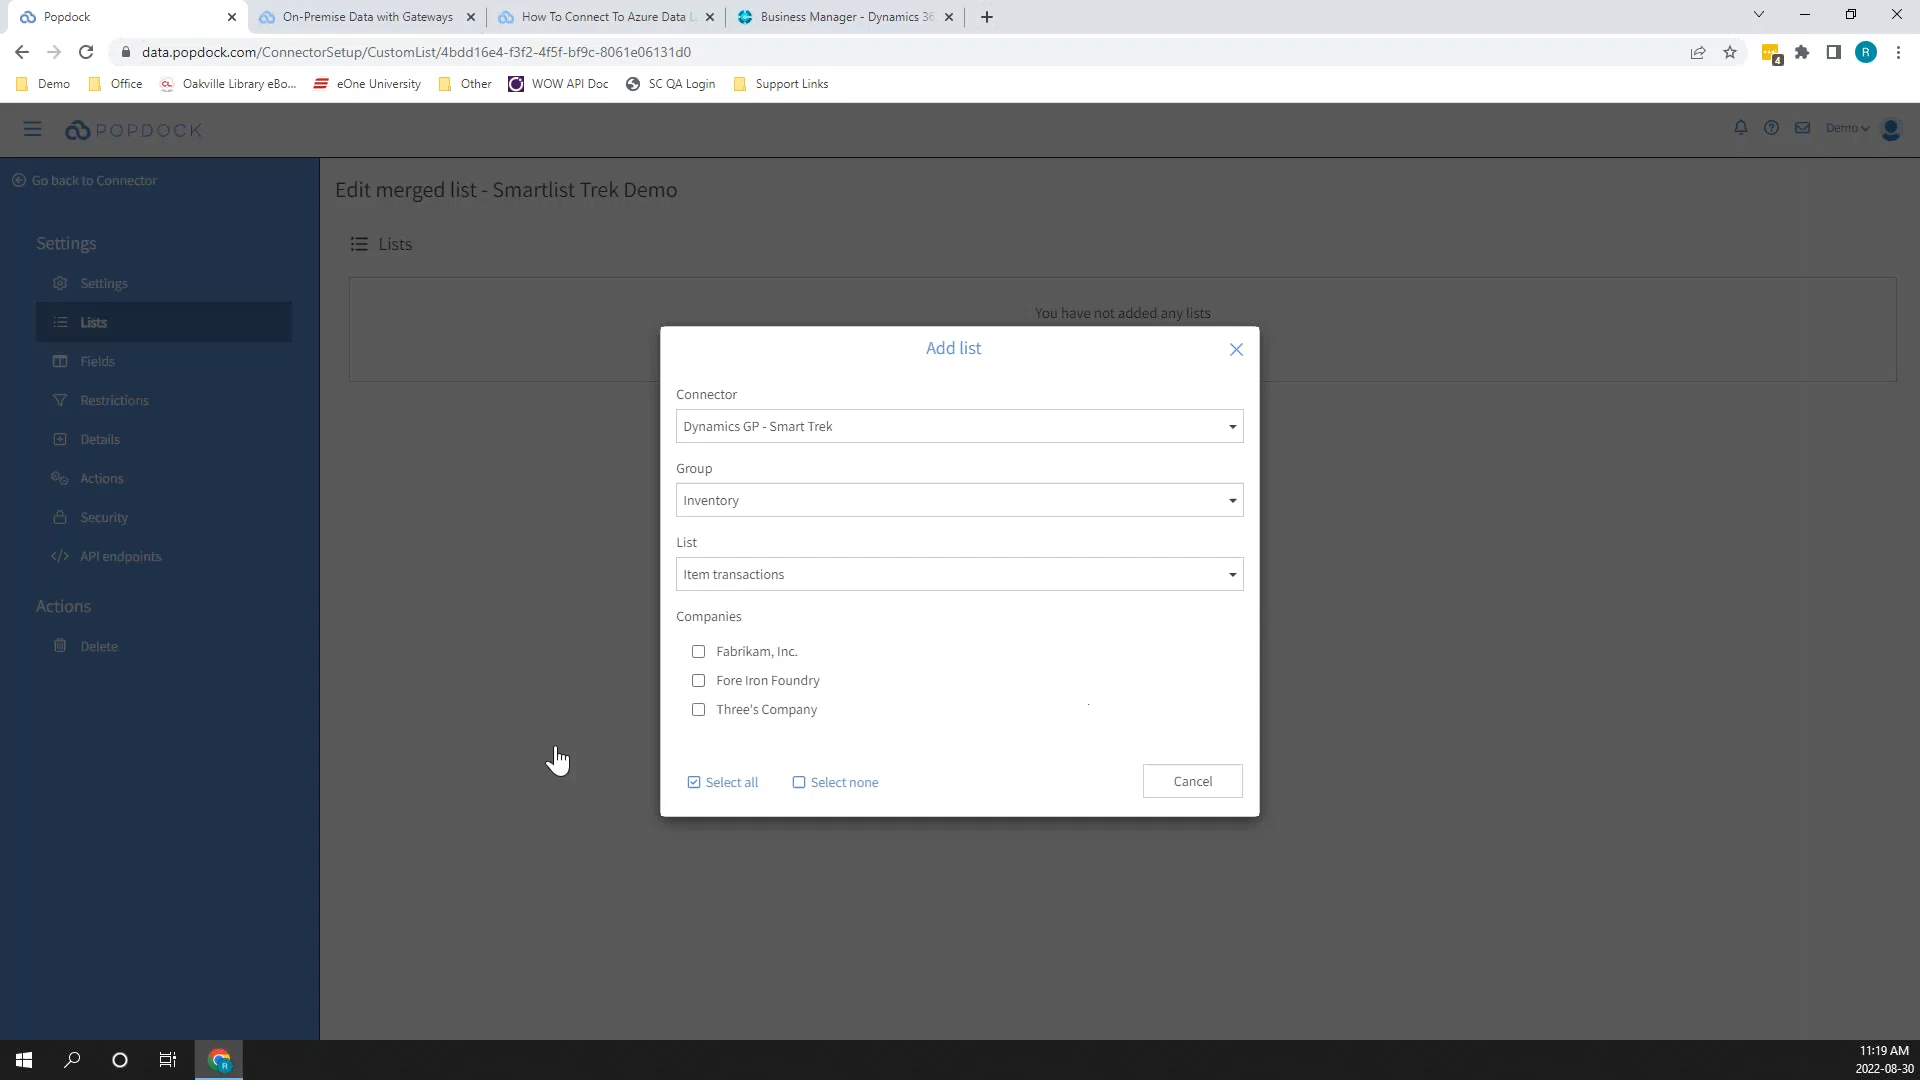 Popdock
On-Premise Data with Gateways
How To Connect To Azure Data L
Business Manager - Dynamics 36
data.popdock.com/ConnectorSetup/CustomList/4bdd16e4-f3f2-4f5f-bf9c-8061e06131d0
4
R
Demo
Office
CL
Oakville Library eBo...
eOne University
Other
WOW API Doc
SC QA Login
Support Links
POPDOCK
Demo
Go back to Connector
Edit merged list - Smartlist Trek Demo
Settings
Settings
Lists
Fields
Restrictions
Details
Actions
Security
API endpoints
Actions
Delete
Lists
You have not added any lists
Add list
Connector
Dynamics GP - Smart Trek
Group
Inventory
List
Item transactions
Companies
Fabrikam, Inc.
Fore Iron Foundry
Three's Company
Select all
Select none
Cancel
R
11:19 AM
2022-08-30